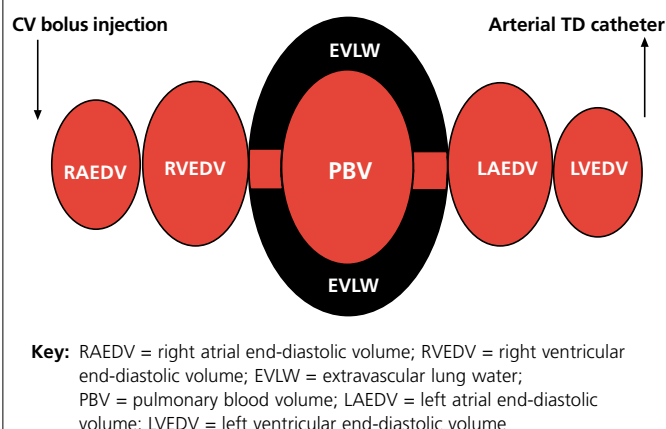 CV bolus injection
Arterial TD catheter
EVLW
RAEDV
RVEDV
PBV
LAEDV
LVEDV
EVLW
Key: RAEDV = right atrial end-diastolic volume; RVEDV = right ventricular
end-diastolic volume; EVLW = extravascular lung water;
PBV = pulmonary blood volume; LAEDV = left atrial end-diastolic
volume; LVEDV = left ventricular end-diastolic volume